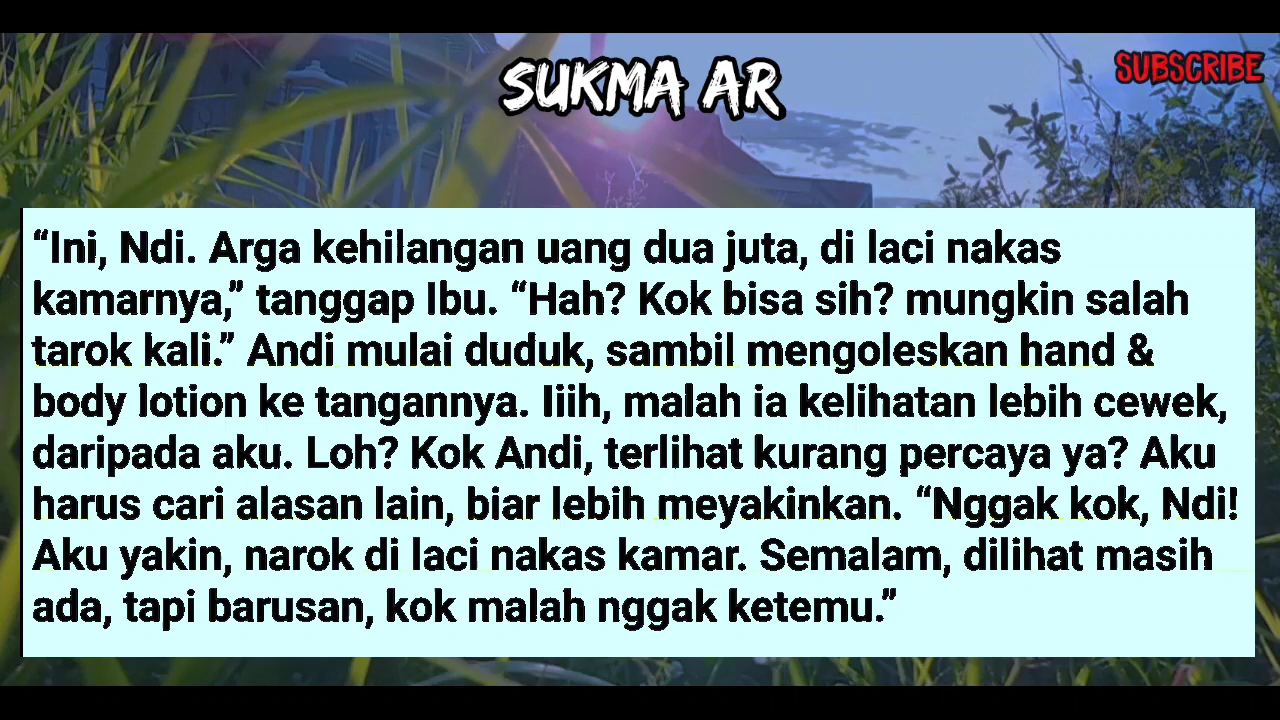 SUKMA AR
SUBSCRIBE
“Ini, Ndi. Arga kehilangan uang dua juta, di laci nakas
kamarnya,” tanggap Ibu. “Hah? Kok bisa sih? mungkin salah
tarok kali.” Andi mulai duduk, sambil mengoleskan hand &
body lotion ke tangannya. Iiih, malah ia kelihatan lebih cewek,
daripada aku. Loh? Kok Andi, terlihat kurang percaya ya? Aku
harus cari alasan lain, biar lebih meyakinkan. “Nggak kok, Ndi!
Aku yakin, narok di laci nakas kamar. Semalam, dilihat masih
ada, tapi barusan, kok malah nggak ketemu.”